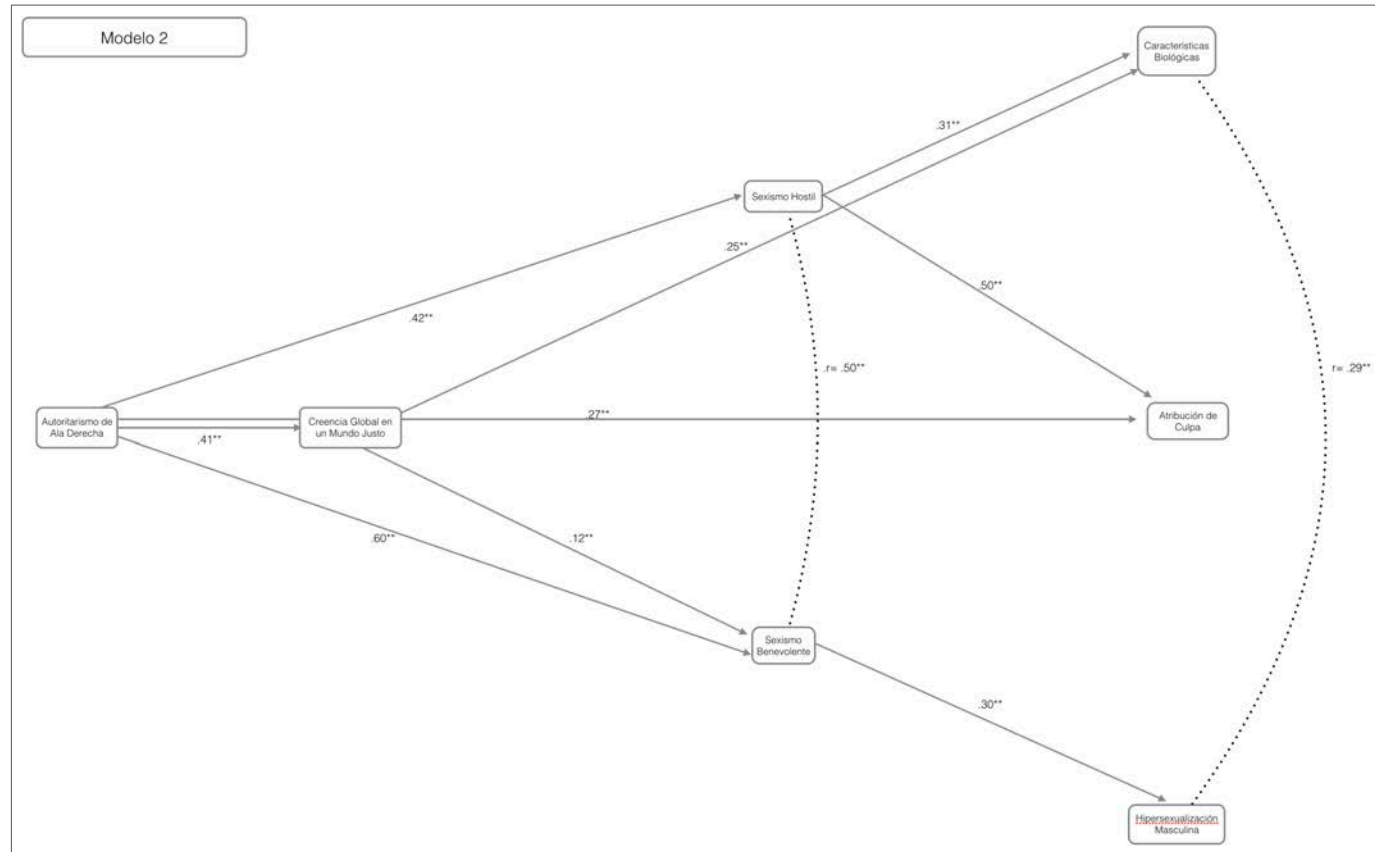 Modelo 2
Características
Biológicas
.31**
Sexismo Hostil
.25**
.50**
.42**
.r= .50**
r= .29**
Autoritarismo de
Ala Derecha
Creencia Global en
un Mundo Justo
.27**
Atribución de
Culpa
.41**
.60**
.12**
Sexismo
Benevolente
.30**
Hipersexualización
Masculina